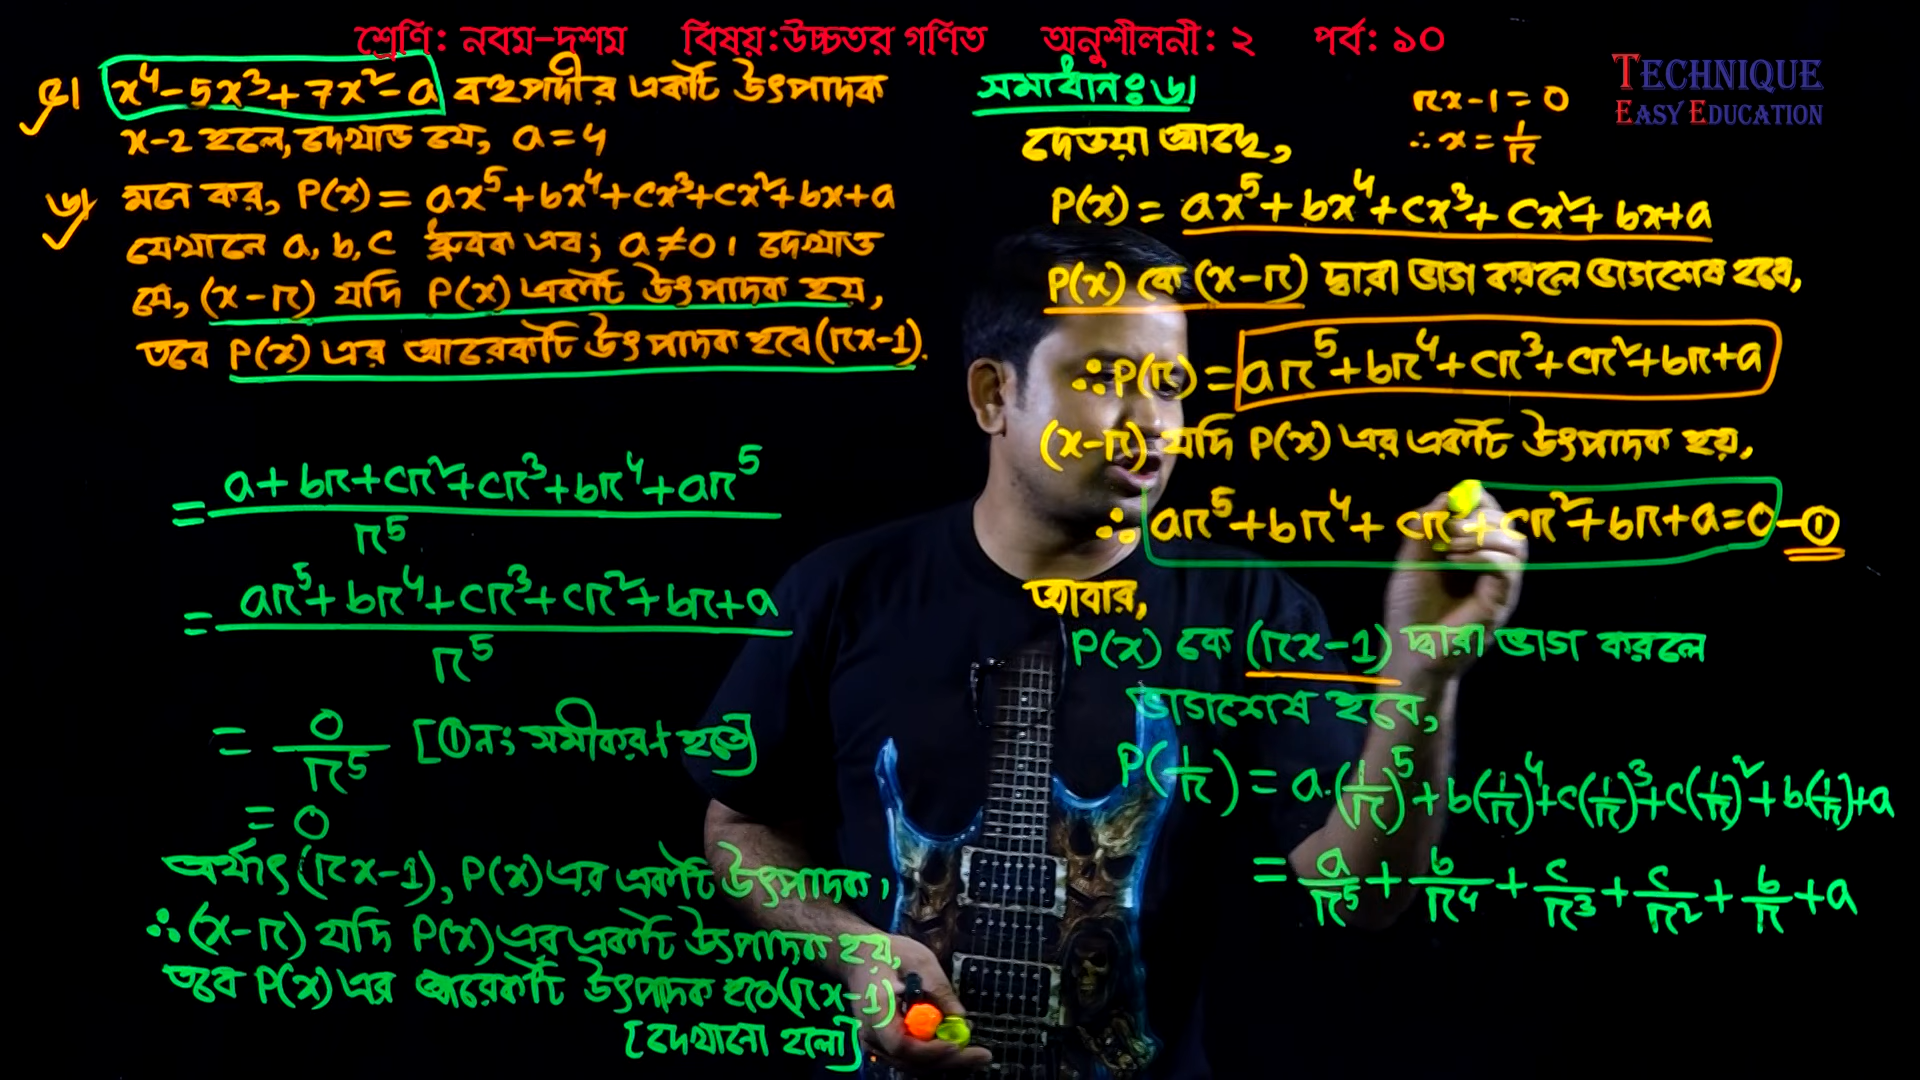 শ্রেণি: নবম-দশম বিষয়:উচ্চতর গণিত অনুশীলনী: ২ পর্ব: ১০
TECHNIQUE
EASY EDUCATION
৫। x⁴-5x³+7x²-a বহুপদীর একটি উৎপাদক
x-2 হলে, দেখাও যে, a=4
৬। মনে কর, P(x) = ax⁵+bx⁴+cx³+cx²+bx+a
যেখানে a, b, c ধ্রুবক এবং a≠0। দেখাও
যে, (x-r) যদি P(x) একটি উৎপাদক হয়,
তবে P(x) এর আরেকটি উৎপাদক হবে (rx-1).
= (a+br+cr²+cr³+br⁴+ar⁵)/r⁵
= (ar⁵+br⁴+cr³+cr²+br+a)/r⁵
= 0/r⁵ [①নং সমীকরণ হতে]
= 0
অর্থাৎ (rx-1), P(x) এর একটি উৎপাদক।
∴ (x-r) যদি P(x) এর একটি উৎপাদক হয়,
তবে P(x) এর আরেকটি উৎপাদক হবে (rx-1)
[দেখানো হলো]
সমাধানঃ ৬।
rx-1=0
∴ x = 1/r
দেওয়া আছে,
P(x) = ax⁵+bx⁴+cx³+cx²+bx+a
P(x) কে (x-r) দ্বারা ভাগ করলে ভাগশেষ হবে,
∴ P(r) = ar⁵+br⁴+cr³+cr²+br+a
(x-r) যদি P(x) এর একটি উৎপাদক হয়,
∴ ar⁵+br⁴+cr³+cr²+br+a=0 —①
আবার,
P(x) কে (rx-1) দ্বারা ভাগ করলে
ভাগশেষ হবে,
P(1/r) = a.(1/r)⁵+b(1/r)⁴+c(1/r)³+c(1/r)²+b.(1/r)+a
= a/r⁵ + b/r⁴ + c/r³ + c/r² + b/r + a